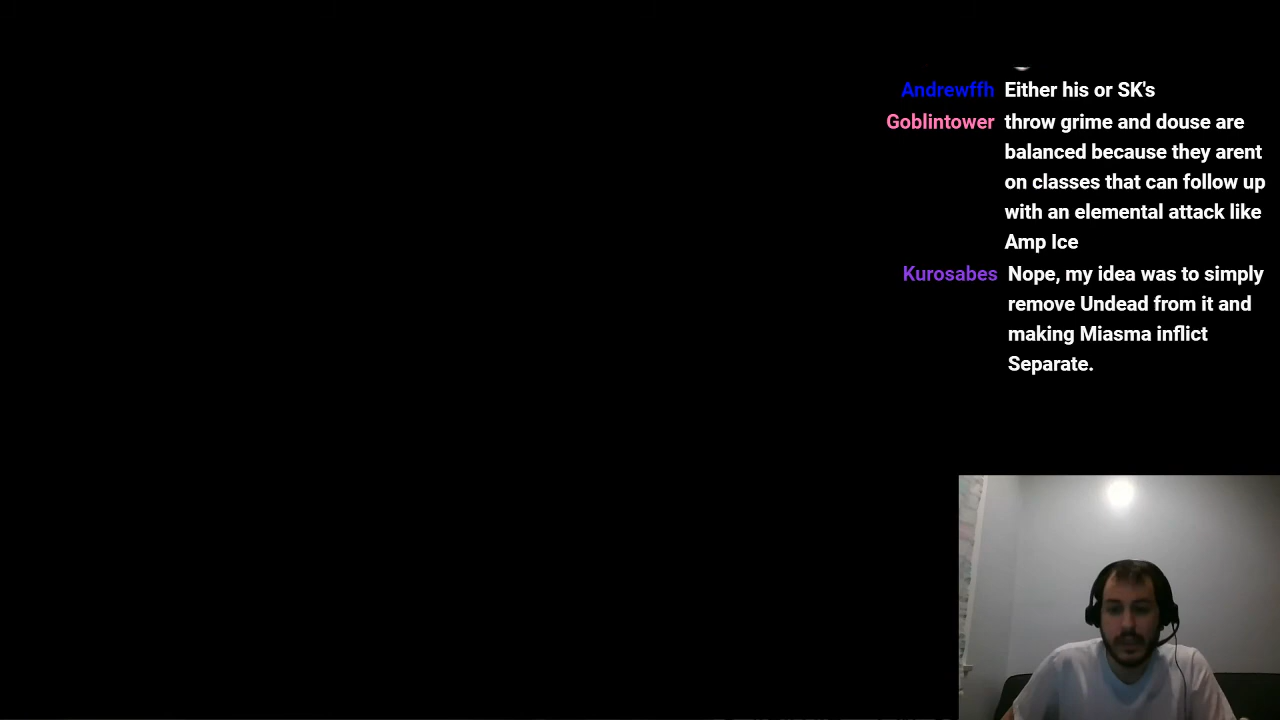 Andrewffh Either his or SK's
Goblintower throw grime and douse are
balanced because they arent
on classes that can follow up
with an elemental attack like
Amp Ice
Kurosabes Nope, my idea was to simply
remove Undead from it and
making Miasma inflict
Separate.